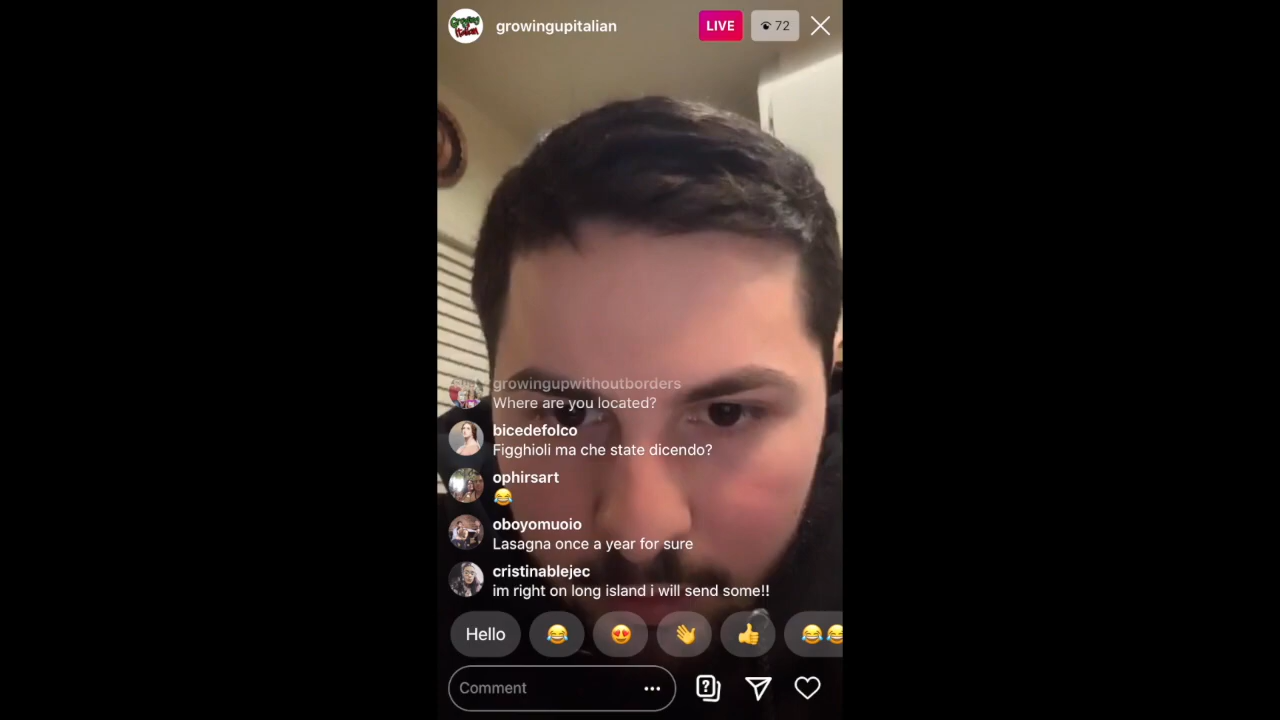 growingupitalian
LIVE
72
growingupwithoutborders
Where are you located?
bicedefolco
Figghioli ma che state dicendo?
ophirsart
😂
oboyomuoio
Lasagna once a year for sure
cristinablejec
im right on long island i will send some!!
Hello 😂 😍 👋 👍 😂😂
Comment